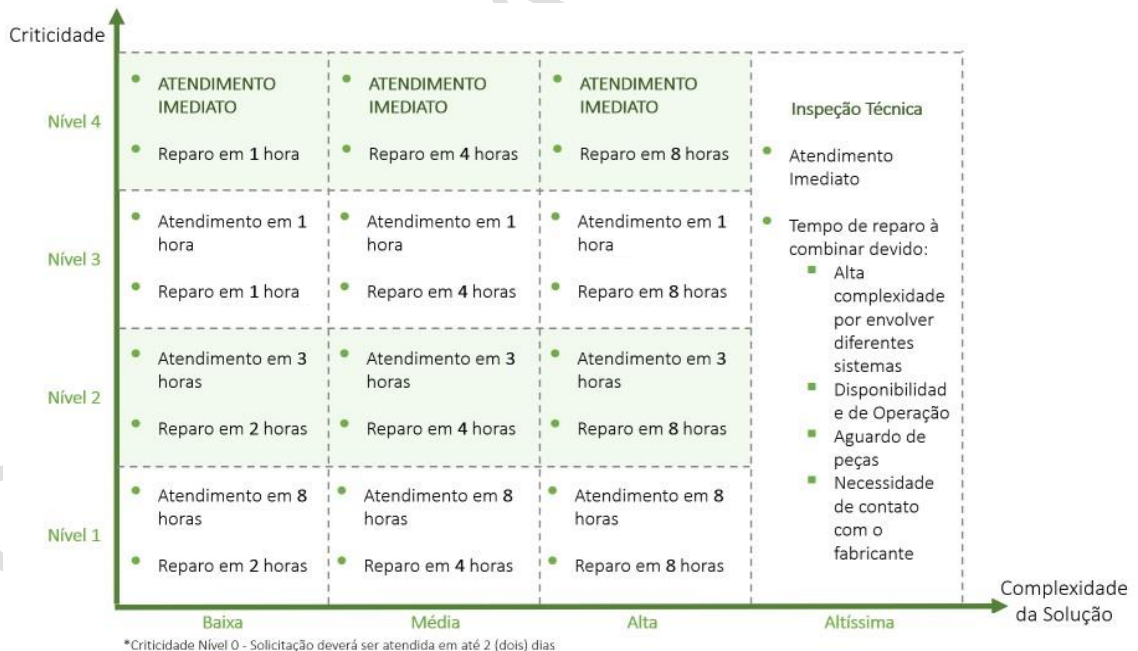 Criticidade
Nível 4
• ATENDIMENTO
IMEDIATO
• Reparo em 1 hora
• ATENDIMENTO
IMEDIATO
• Reparo em 4 horas
• ATENDIMENTO
IMEDIATO
• Reparo em 8 horas
Nível 3
• Atendimento em 1
hora
• Reparo em 1 hora
• Atendimento em 1
hora
• Reparo em 4 horas
• Atendimento em 1
hora
• Reparo em 8 horas
Nível 2
• Atendimento em 3
horas
• Reparo em 2 horas
• Atendimento em 3
horas
• Reparo em 4 horas
• Atendimento em 3
horas
• Reparo em 8 horas
Nível 1
• Atendimento em 8
horas
• Reparo em 2 horas
• Atendimento em 8
horas
• Reparo em 4 horas
• Atendimento em 8
horas
• Reparo em 8 horas
Inspeção Técnica
• Atendimento
Imediato
• Tempo de reparo à
combinar devido:
▪ Alta
complexidade
por envolver
diferentes
sistemas
▪ Disponibilidad
e de Operação
▪ Aguardo de
peças
▪ Necessidade
de contato
com o
fabricante
Baixa
Média
Alta
Altíssima
Complexidade
da Solução
*Criticidade Nível 0 - Solicitação deverá ser atendida em até 2 (dois) dias